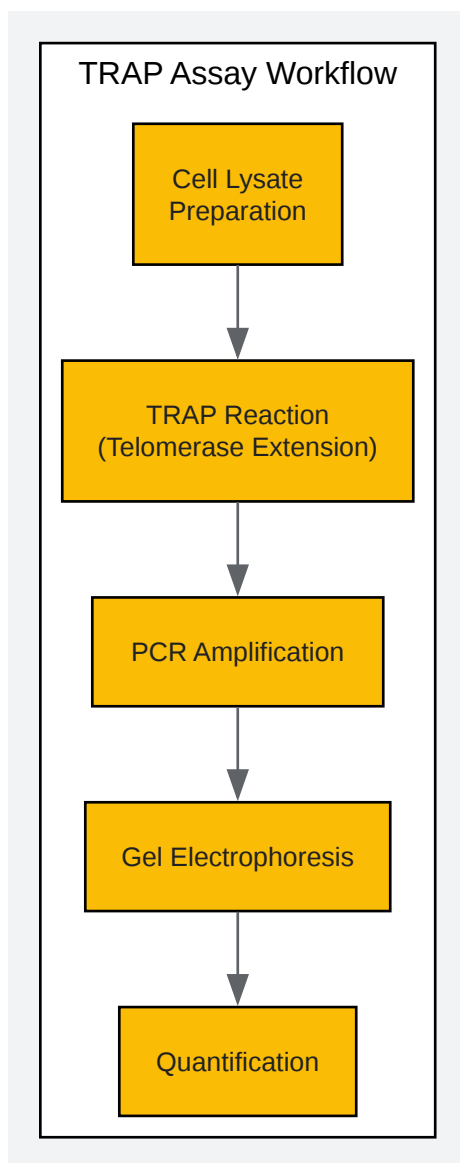 TRAP Assay Workflow
Cell Lysate
Preparation
TRAP Reaction
(Telomerase Extension)
PCR Amplification
Gel Electrophoresis
Quantification